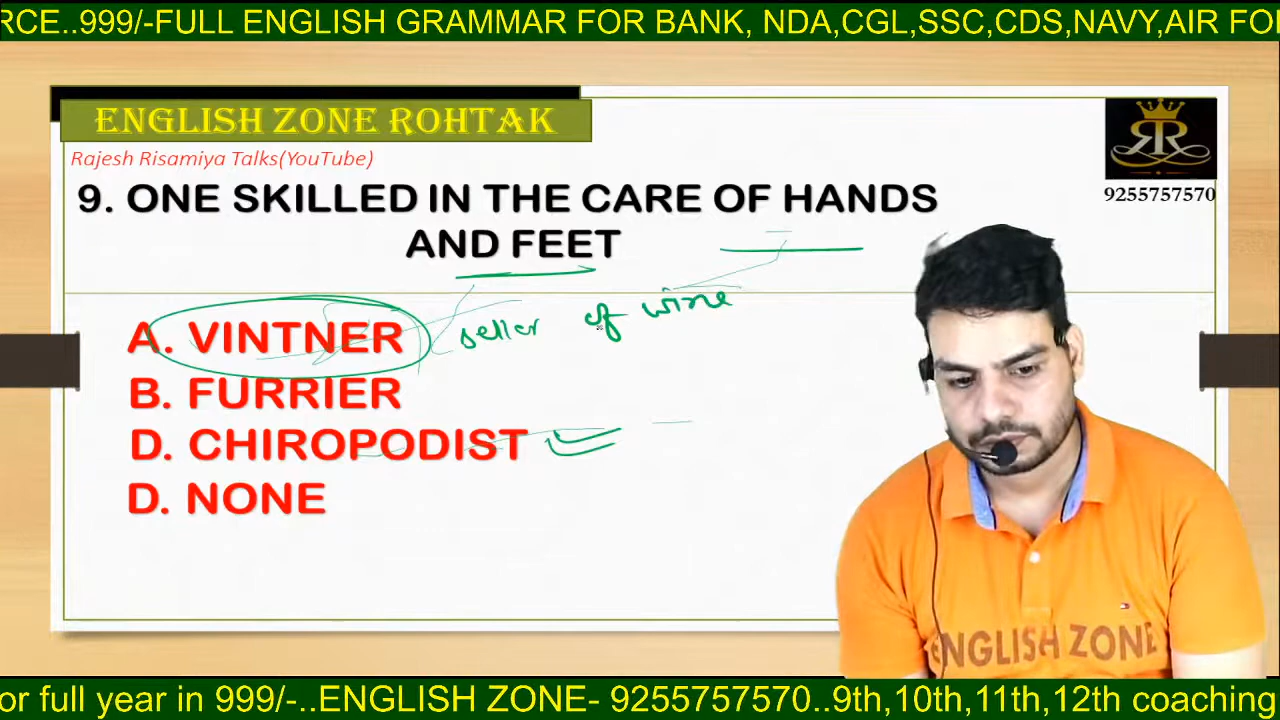 RCE..999/-FULL ENGLISH GRAMMAR FOR BANK, NDA,CGL,SSC,CDS,NAVY,AIR FO
ENGLISH ZONE ROHTAK
Rajesh Risamiya Talks(YouTube)
RR
9255757570
9. ONE SKILLED IN THE CARE OF HANDS
AND FEET
A. VINTNER seller of wine
B. FURRIER
D. CHIROPODIST
D. NONE
ENGLISH ZONE
or full year in 999/-..ENGLISH ZONE- 9255757570..9th,10th,11th,12th coaching